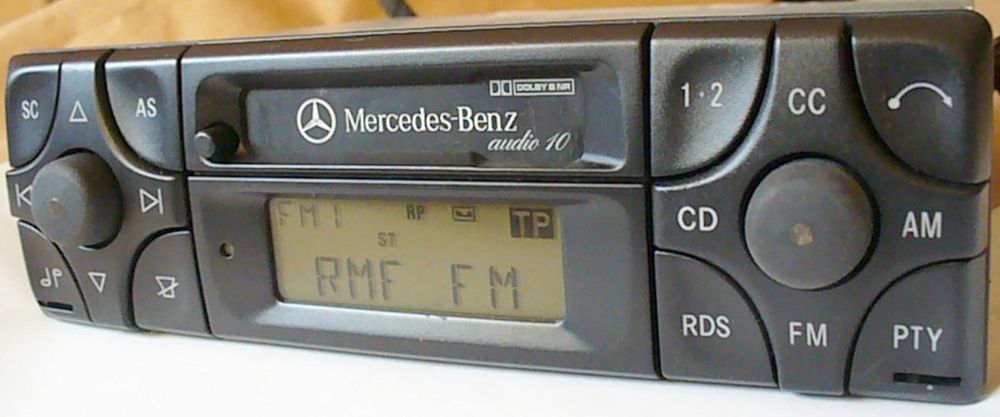 SC
AS
Mercedes-Benz
audio 10
DOLBY B NR
1·2
CC
FM1
AP
TP
ST
RMF FM
CD
AM
RDS
FM
PTY